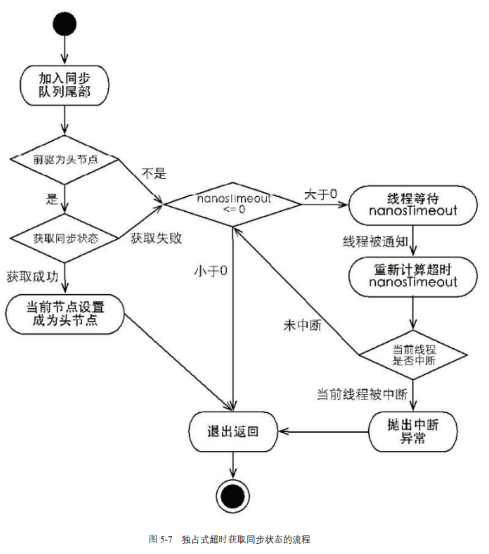 加入同步
队列尾部
前驱为头节点
不是
是
nanosTimeout
<= 0
大于0
线程等待
nanosTimeout
获取同步状态
获取失败
线程被通知
小于0
重新计算超时
nanosTimeout
获取成功
当前节点设置
成为头节点
未中断
当前线程
是否中断
当前线程被中断
退出返回
抛出中断
异常
图 5-7 独占式超时获取同步状态的流程